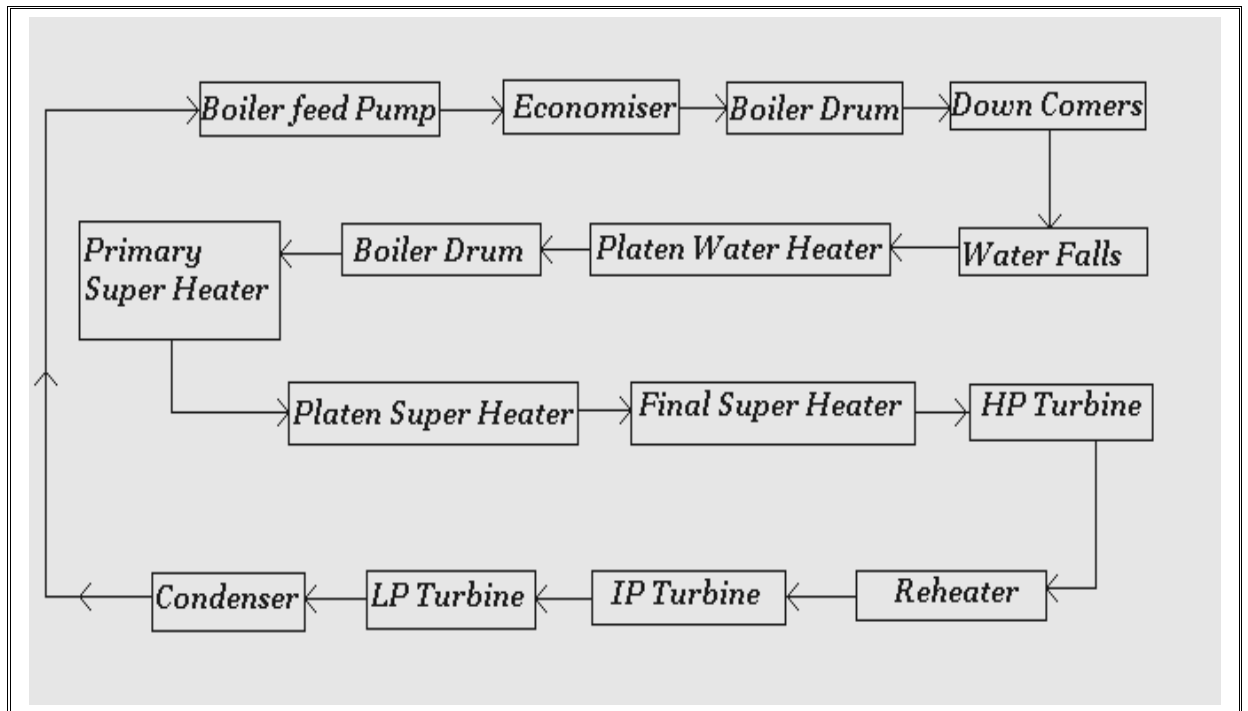 Boiler feed Pump
Economiser
Boiler Drum
Down Comers
Water Falls
Platen Water Heater
Boiler Drum
Primary
Super Heater
Platen Super Heater
Final Super Heater
HP Turbine
Reheater
IP Turbine
LP Turbine
Condenser